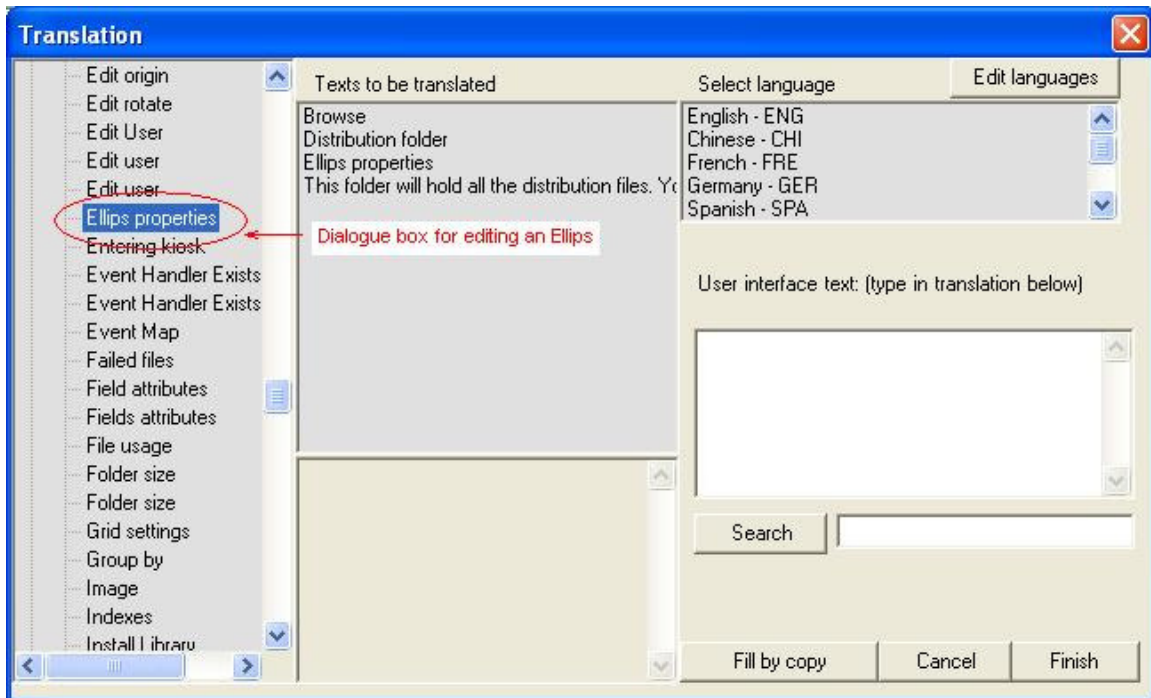 Translation
Edit origin
Edit rotate
Edit User
Edit user
Edit user
Ellips properties
Entering kiosk
Event Handler Exists
Event Handler Exists
Event Map
Failed files
Field attributes
Fields attributes
File usage
Folder size
Folder size
Grid settings
Group by
Image
Indexes
Install Library
Texts to be translated
Browse
Distribution folder
Ellips properties
This folder will hold all the distribution files. Yo
Dialogue box for editing an Ellips
Select language
Edit languages
English - ENG
Chinese - CHI
French - FRE
Germany - GER
Spanish - SPA
User interface text: (type in translation below)
Search
Fill by copy
Cancel
Finish